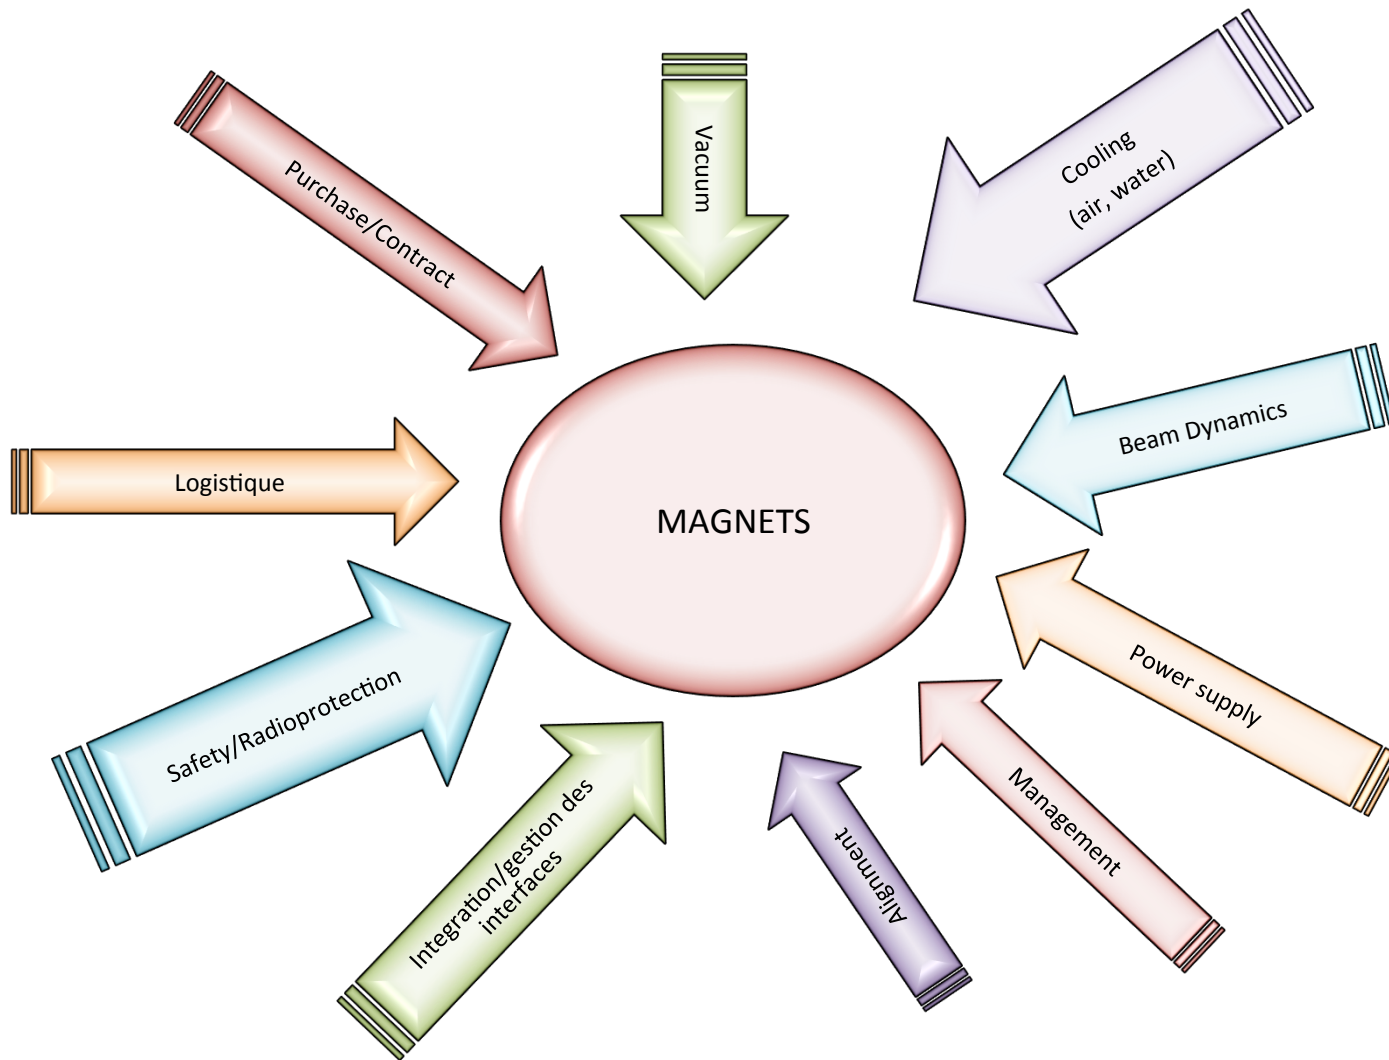 Vacuum
Cooling
(air, water)
Purchase/Contract
Beam Dynamics
Logistique
MAGNETS
Power supply
Safety/Radioprotection
Management
Integration/gestion des
interfaces
Alignment